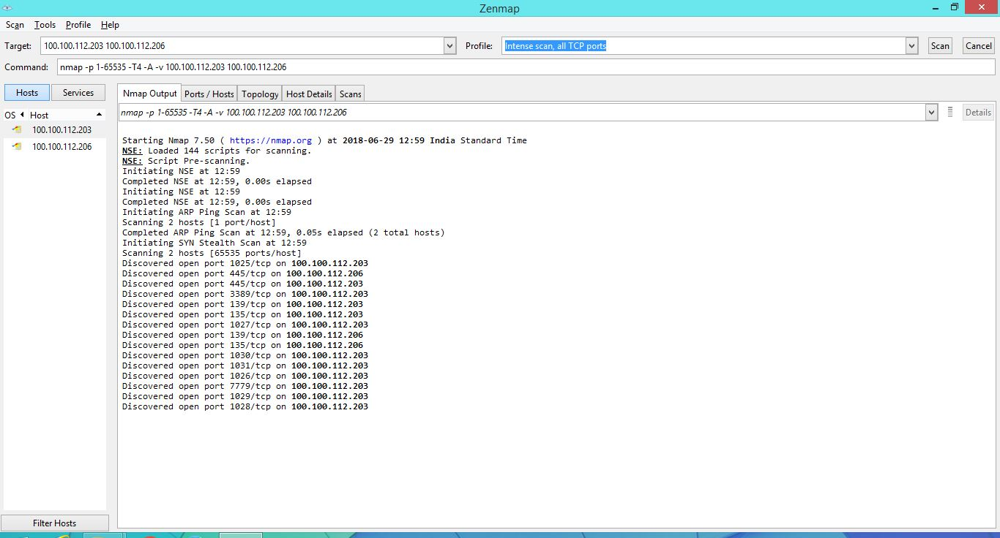 Zenmap
Scan Tools Profile Help
Target: 100.100.112.203 100.100.112.206 Profile: Intense scan, all TCP ports Scan Cancel
Command: nmap -p 1-65535 -T4 -A -v 100.100.112.203 100.100.112.206
Hosts Services Nmap Output Ports / Hosts Topology Host Details Scans
nmap -p 1-65535 -T4 -A -v 100.100.112.203 100.100.112.206 Details
OS Host
100.100.112.203
100.100.112.206
Starting Nmap 7.50 ( https://nmap.org ) at 2018-06-29 12:59 India Standard Time
NSE: Loaded 144 scripts for scanning.
NSE: Script Pre-scanning.
Initiating NSE at 12:59
Completed NSE at 12:59, 0.00s elapsed
Initiating NSE at 12:59
Completed NSE at 12:59, 0.00s elapsed
Initiating ARP Ping Scan at 12:59
Scanning 2 hosts [1 port/host]
Completed ARP Ping Scan at 12:59, 0.05s elapsed (2 total hosts)
Initiating SYN Stealth Scan at 12:59
Scanning 2 hosts [65535 ports/host]
Discovered open port 1025/tcp on 100.100.112.203
Discovered open port 445/tcp on 100.100.112.206
Discovered open port 445/tcp on 100.100.112.203
Discovered open port 3389/tcp on 100.100.112.203
Discovered open port 139/tcp on 100.100.112.203
Discovered open port 135/tcp on 100.100.112.203
Discovered open port 1027/tcp on 100.100.112.203
Discovered open port 139/tcp on 100.100.112.206
Discovered open port 135/tcp on 100.100.112.206
Discovered open port 1030/tcp on 100.100.112.203
Discovered open port 1031/tcp on 100.100.112.203
Discovered open port 1026/tcp on 100.100.112.203
Discovered open port 7779/tcp on 100.100.112.203
Discovered open port 1029/tcp on 100.100.112.203
Discovered open port 1028/tcp on 100.100.112.203
Filter Hosts